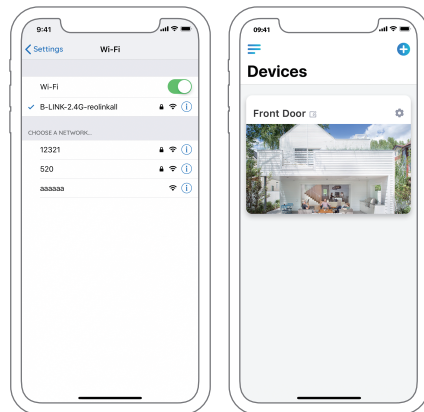 9:41
Settings
Wi-Fi
Wi-Fi
B-LINK-2.4G-reolinkall
CHOOSE A NETWORK...
12321
520
aaaaaa
09:41
Devices
Front Door